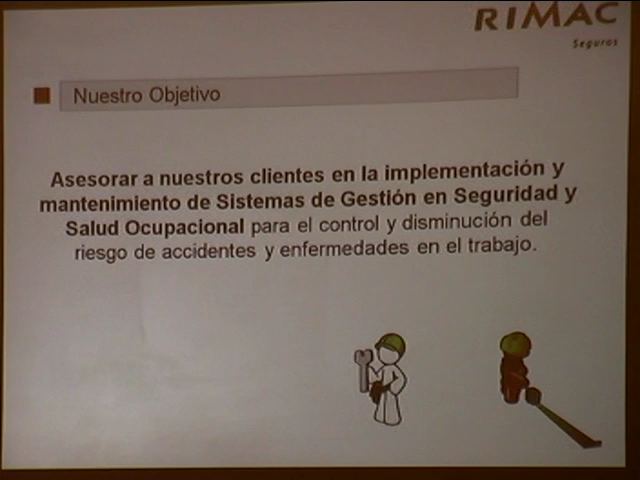 RIMAC
Seguros
Nuestro Objetivo
Asesorar a nuestros clientes en la implementación y
mantenimiento de Sistemas de Gestión en Seguridad y
Salud Ocupacional para el control y disminución del
riesgo de accidentes y enfermedades en el trabajo.